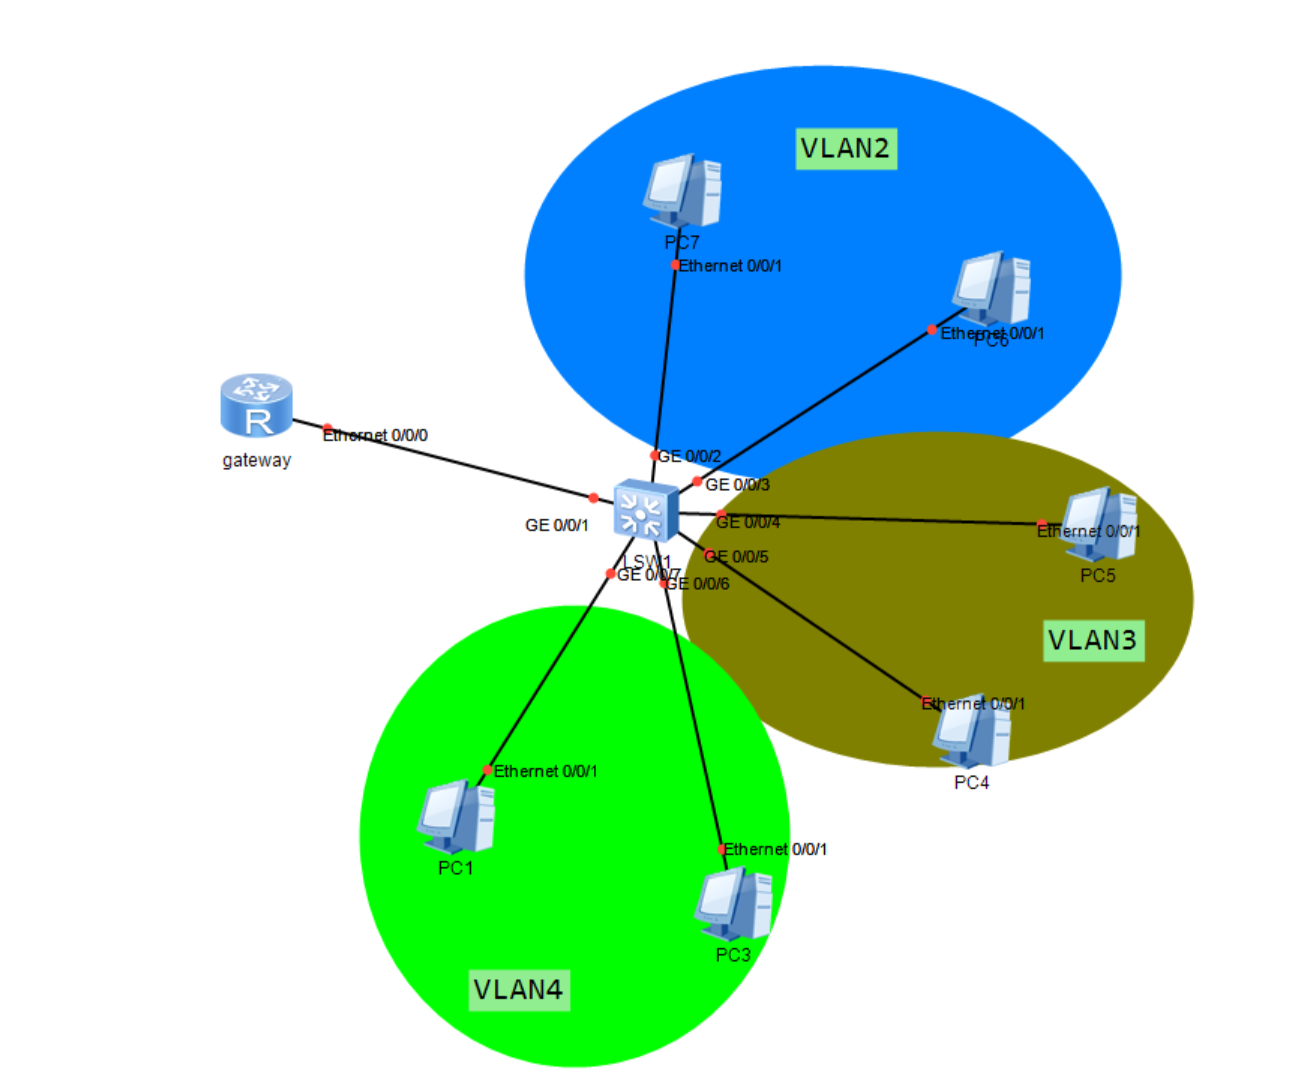 VLAN2
PC7
Ethernet 0/0/1
Ethernet 0/0/1
PC6
Ethernet 0/0/0
gateway
GE 0/0/2
GE 0/0/3
GE 0/0/1
GE 0/0/4
Ethernet 0/0/1
LSW1
GE 0/0/5
GE 0/0/7
GE 0/0/6
PC5
VLAN3
Ethernet 0/0/1
PC4
Ethernet 0/0/1
PC1
Ethernet 0/0/1
PC3
VLAN4